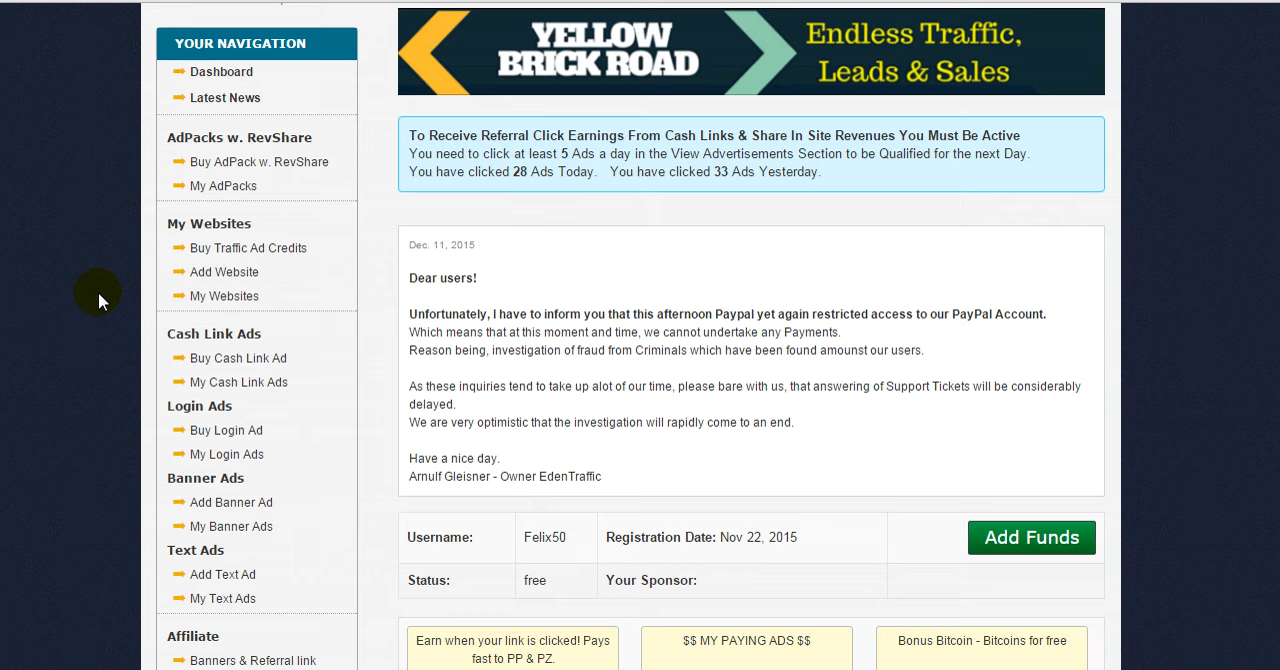 YOUR NAVIGATION
Dashboard
Latest News
AdPacks w. RevShare
Buy AdPack w. RevShare
My AdPacks
My Websites
Buy Traffic Ad Credits
Add Website
My Websites
Cash Link Ads
Buy Cash Link Ad
My Cash Link Ads
Login Ads
Buy Login Ad
My Login Ads
Banner Ads
Add Banner Ad
My Banner Ads
Text Ads
Add Text Ad
My Text Ads
Affiliate
Banners & Referral link
YELLOW
BRICK ROAD
Endless Traffic,
Leads & Sales
To Receive Referral Click Earnings From Cash Links & Share In Site Revenues You Must Be Active
You need to click at least 5 Ads a day in the View Advertisements Section to be Qualified for the next Day.
You have clicked 28 Ads Today. You have clicked 33 Ads Yesterday.
Dec. 11, 2015
Dear users!
Unfortunately, I have to inform you that this afternoon Paypal yet again restricted access to our PayPal Account.
Which means that at this moment and time, we cannot undertake any Payments.
Reason being, investigation of fraud from Criminals which have been found amounst our users.
As these inquiries tend to take up alot of our time, please bare with us, that answering of Support Tickets will be considerably
delayed.
We are very optimistic that the investigation will rapidly come to an end.
Have a nice day.
Arnulf Gleisner - Owner EdenTraffic
Username: Felix50 Registration Date: Nov 22, 2015 Add Funds
Status: free Your Sponsor:
Earn when your link is clicked! Pays
fast to PP & PZ.
$$ MY PAYING ADS $$
Bonus Bitcoin - Bitcoins for free